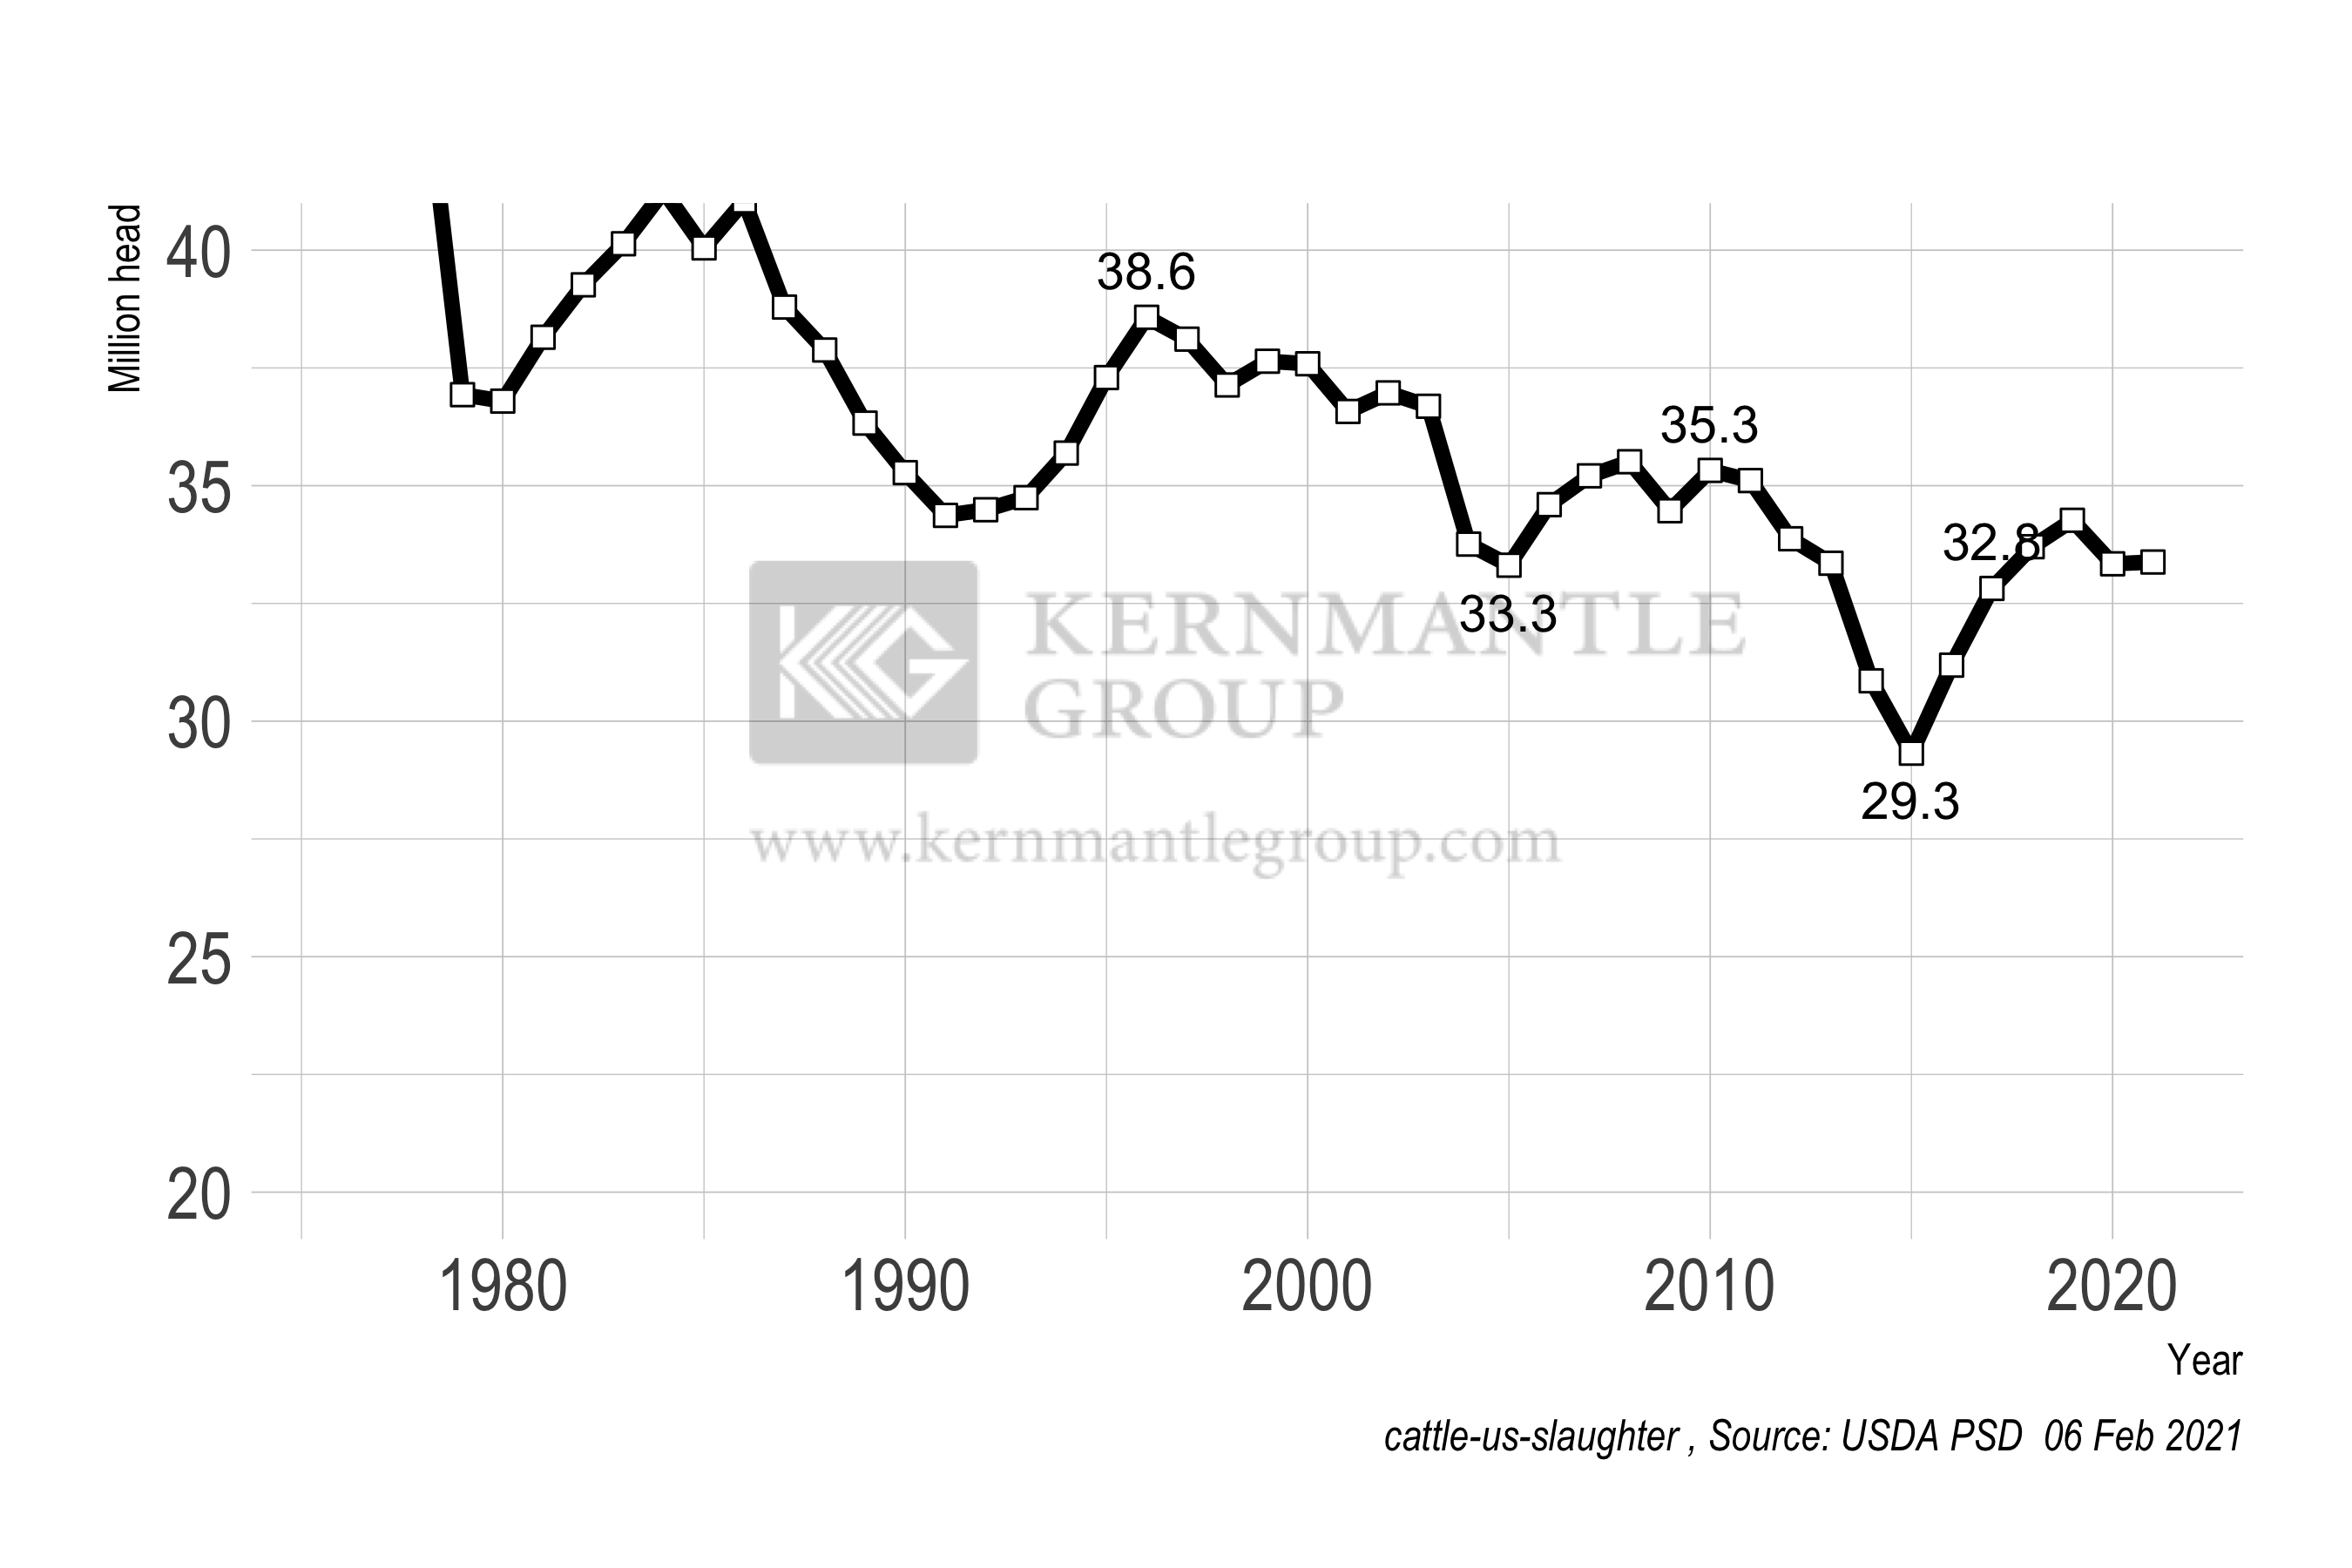 Million head
40
35
30
25
20
38.6
35.3
32.8
33.3
29.3
KERNMANTLE
GROUP
www.kernmantlegroup.com
1980 1990 2000 2010 2020
Year
cattle-us-slaughter , Source: USDA PSD 06 Feb 2021